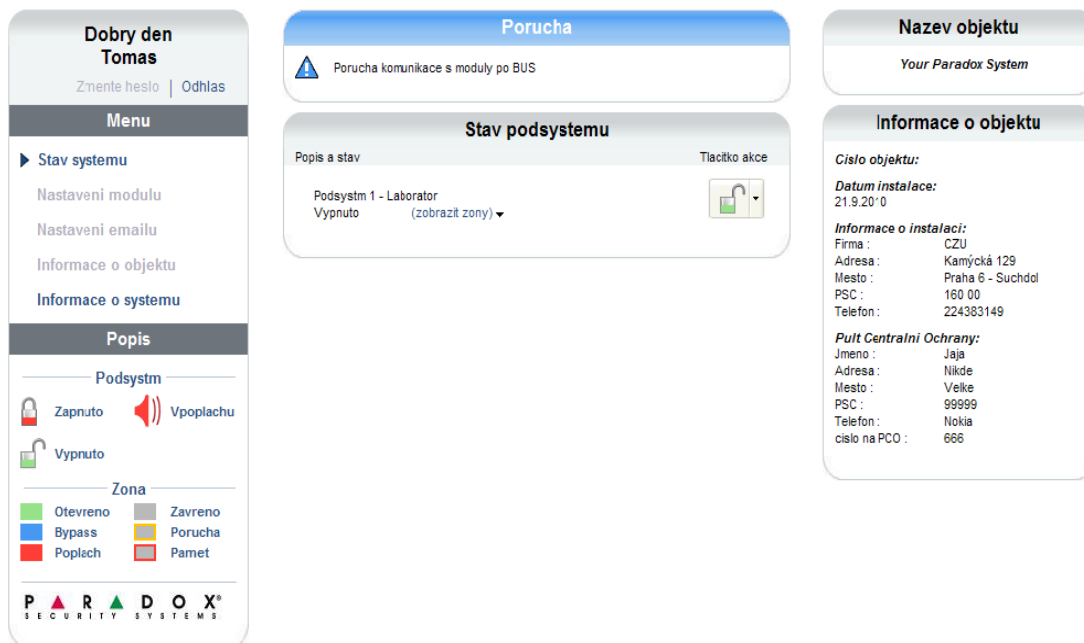 Dobry den
Tomas
Zmente heslo | Odhlas
Menu
Stav systemu
Nastaveni modulu
Nastaveni emailu
Informace o objektu
Informace o systemu
Popis
Podsystm
Zapnuto Vpoplachu
Vypnuto
Zona
Otevreno Zavreno
Bypass Porucha
Poplach Pamet
PARADOX®
SECURITY SYSTEMS
Porucha
Porucha komunikace s moduly po BUS
Stav podsystemu
Popis a stav Tlacitko akce
Podsystm 1 - Laborator
Vypnuto (zobrazit zony)
Nazev objektu
Your Paradox System
Informace o objektu
Cislo objektu:
Datum instalace:
21.9.2010
Informace o instalaci:
Firma : CZU
Adresa : Kamýcká 129
Mesto : Praha 6 - Suchdol
PSC : 160 00
Telefon : 224383149
Pult Centralni Ochrany:
Jmeno : Jaja
Adresa : Nikde
Mesto : Velke
PSC : 99999
Telefon : Nokia
cislo na PCO : 666